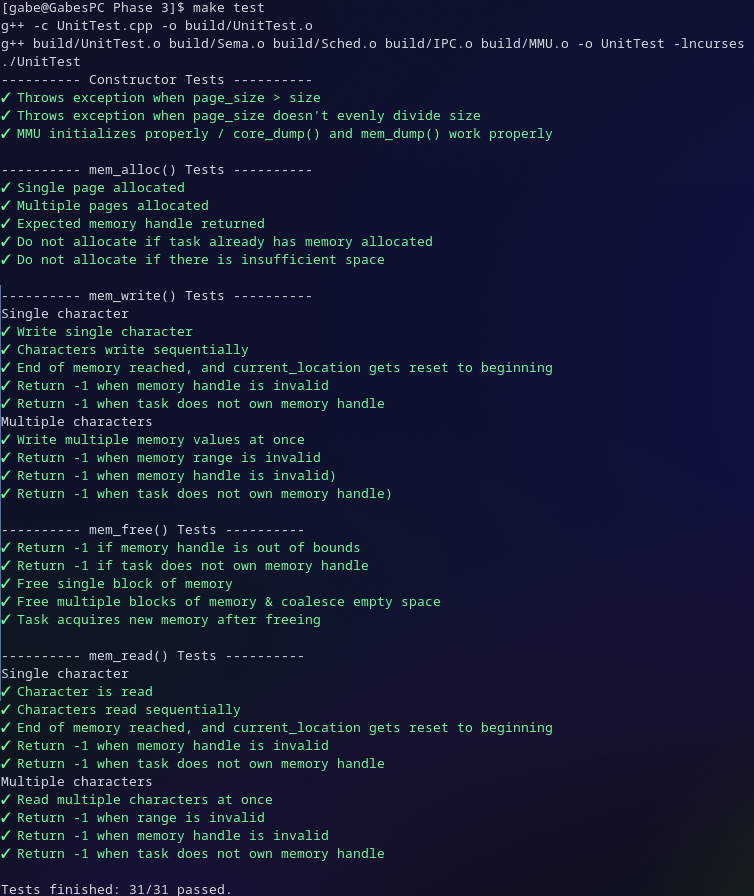 [gabe@GabesPC Phase 3]$ make test
g++ -c UnitTest.cpp -o build/UnitTest.o
g++ build/UnitTest.o build/Sema.o build/Sched.o build/IPC.o build/MMU.o -o UnitTest -lncurses
./UnitTest
---------- Constructor Tests ----------
✓ Throws exception when page_size > size
✓ Throws exception when page_size doesn't evenly divide size
✓ MMU initializes properly / core_dump() and mem_dump() work properly

---------- mem_alloc() Tests ----------
✓ Single page allocated
✓ Multiple pages allocated
✓ Expected memory handle returned
✓ Do not allocate if task already has memory allocated
✓ Do not allocate if there is insufficient space

---------- mem_write() Tests ----------
Single character
✓ Write single character
✓ Characters write sequentially
✓ End of memory reached, and current_location gets reset to beginning
✓ Return -1 when memory handle is invalid
✓ Return -1 when task does not own memory handle
Multiple characters
✓ Write multiple memory values at once
✓ Return -1 when memory range is invalid
✓ Return -1 when memory handle is invalid)
✓ Return -1 when task does not own memory handle)

---------- mem_free() Tests ----------
✓ Return -1 if memory handle is out of bounds
✓ Return -1 if task does not own memory handle
✓ Free single block of memory
✓ Free multiple blocks of memory & coalesce empty space
✓ Task acquires new memory after freeing

---------- mem_read() Tests ----------
Single character
✓ Character is read
✓ Characters read sequentially
✓ End of memory reached, and current_location gets reset to beginning
✓ Return -1 when memory handle is invalid
✓ Return -1 when task does not own memory handle
Multiple characters
✓ Read multiple characters at once
✓ Return -1 when range is invalid
✓ Return -1 when memory handle is invalid
✓ Return -1 when task does not own memory handle

Tests finished: 31/31 passed.